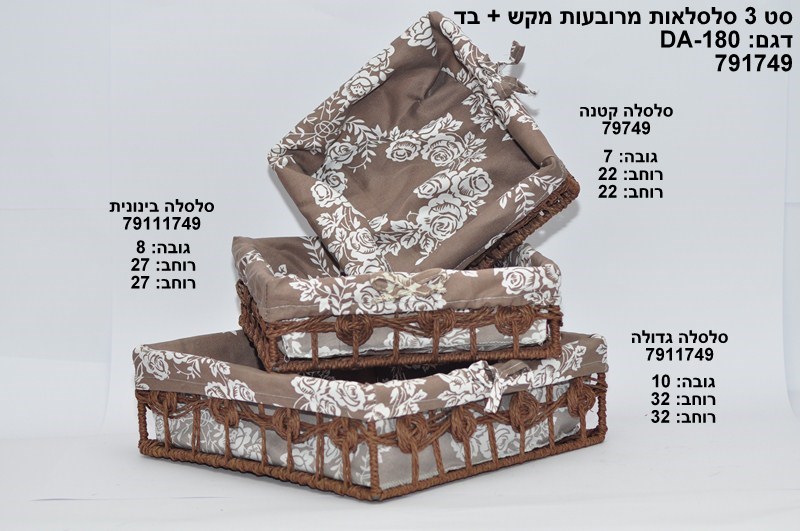 סט 3 סלסלאות מרובעות מקש + בד
דגם: DA-180
791749
סלסלה קטנה
79749
גובה: 7
רוחב: 22
רוחב: 22
סלסלה בינונית
79111749
גובה: 8
רוחב: 27
רוחב: 27
סלסלה גדולה
7911749
גובה: 10
רוחב: 32
רוחב: 32